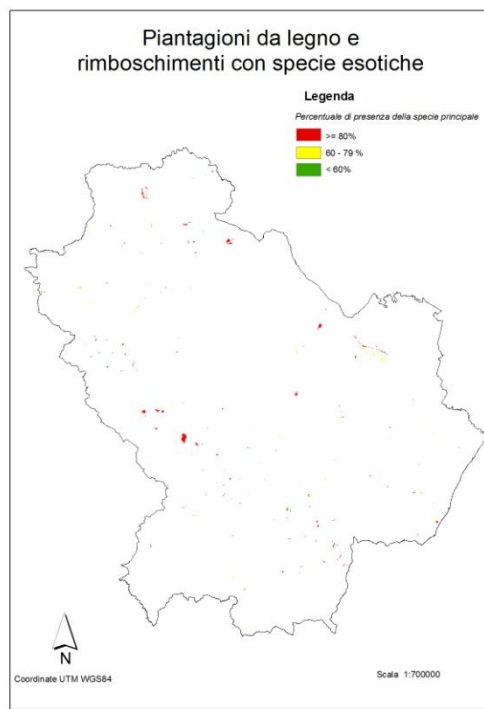 Piantagioni da legno e
rimboschimenti con specie esotiche
Legenda
Percentuale di presenza della specie principale
>= 80%
60 - 79 %
< 60%
N
Coordinate UTM WGS84
Scala 1:700000